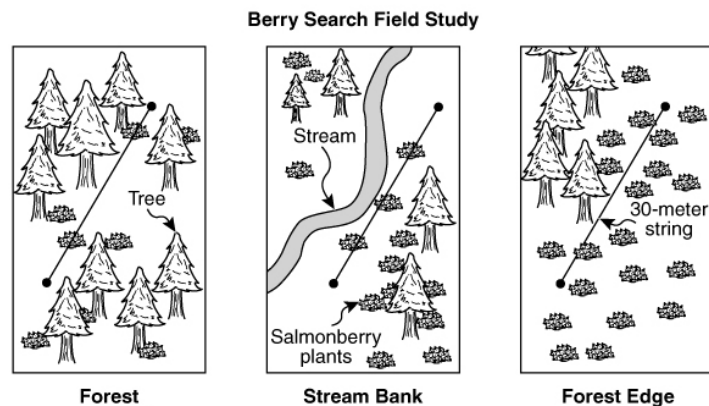 Berry Search Field Study
Tree
Stream
Salmonberry
plants
30-meter
string
Forest
Stream Bank
Forest Edge